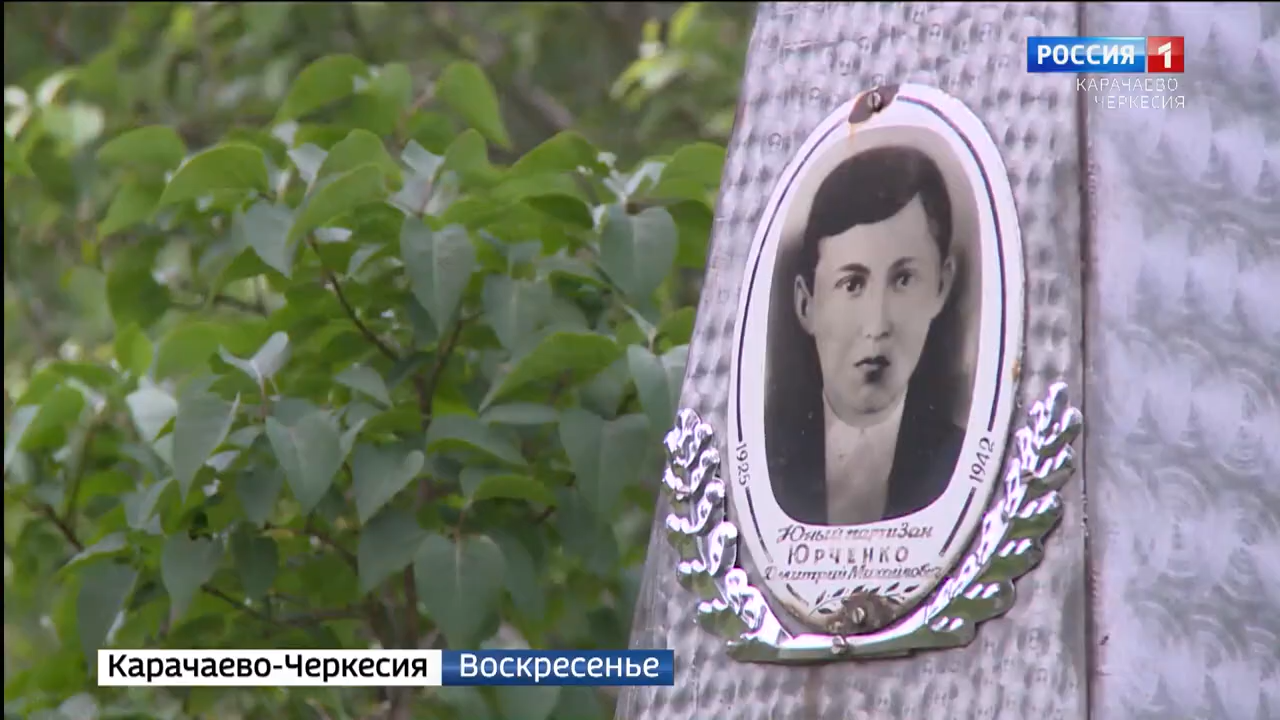 РОССИЯ 1
КАРАЧАЕВО
ЧЕРКЕСИЯ
1925
1942
Юный партизан
ЮРЧЕНКО
Дмитрий Михайлович
Карачаево-Черкесия Воскресенье